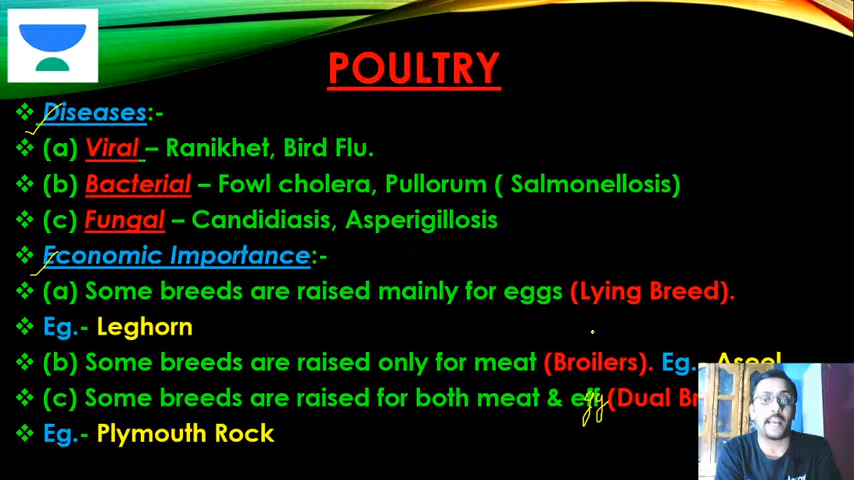 POULTRY
❖ Diseases:-
❖ (a) Viral – Ranikhet, Bird Flu.
❖ (b) Bacterial – Fowl cholera, Pullorum ( Salmonellosis)
❖ (c) Fungal – Candidiasis, Asperigillosis
❖ Economic Importance:-
❖ (a) Some breeds are raised mainly for eggs (Lying Breed).
❖ Eg.- Leghorn
❖ (b) Some breeds are raised only for meat (Broilers). Eg.- Aseel
❖ (c) Some breeds are raised for both meat & eff (Dual Br
❖ Eg.- Plymouth Rock